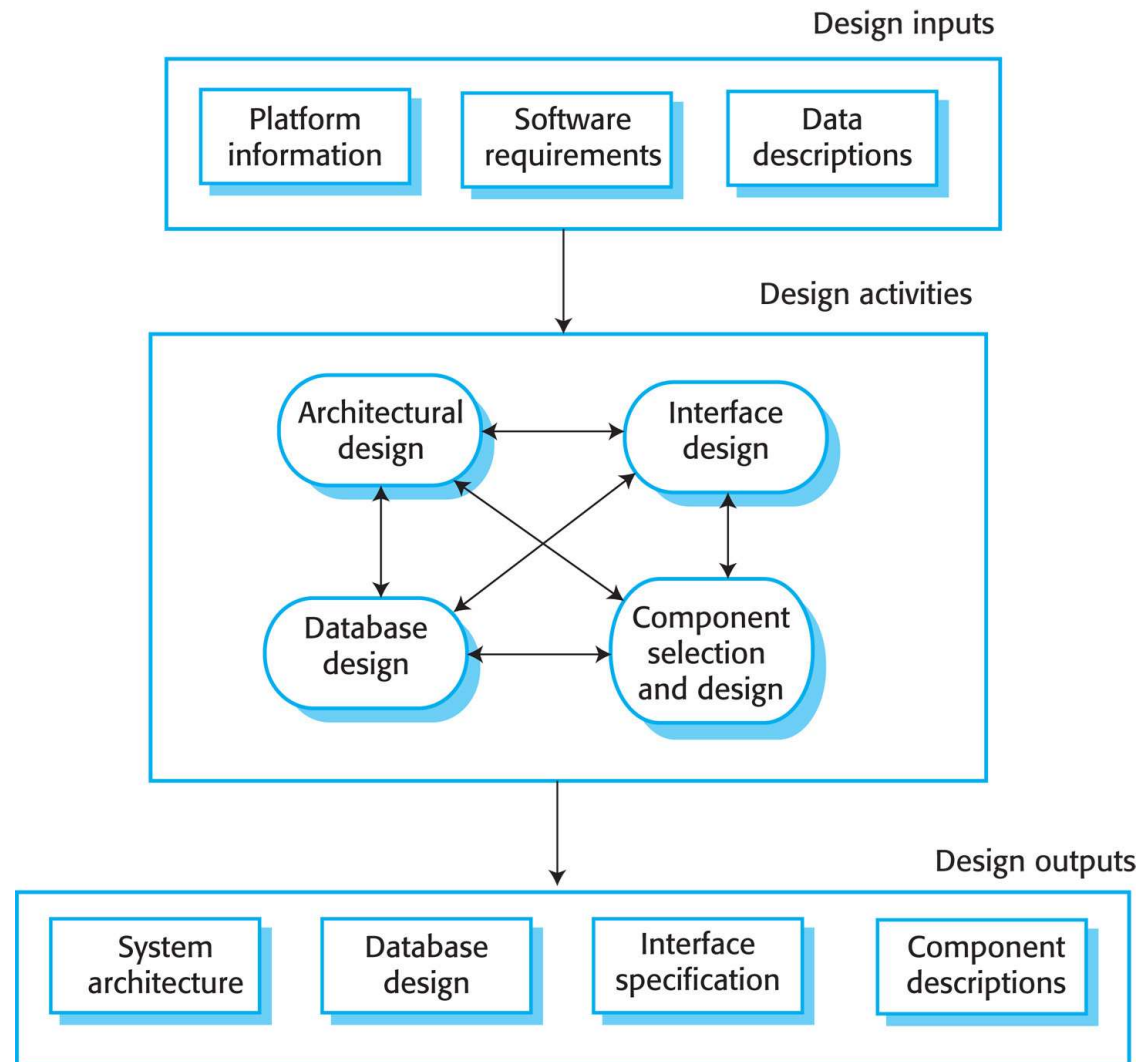 Design inputs
Platform
information
Software
requirements
Data
descriptions
Design activities
Architectural
design
Interface
design
Database
design
Component
selection
and design
Design outputs
System
architecture
Database
design
Interface
specification
Component
descriptions